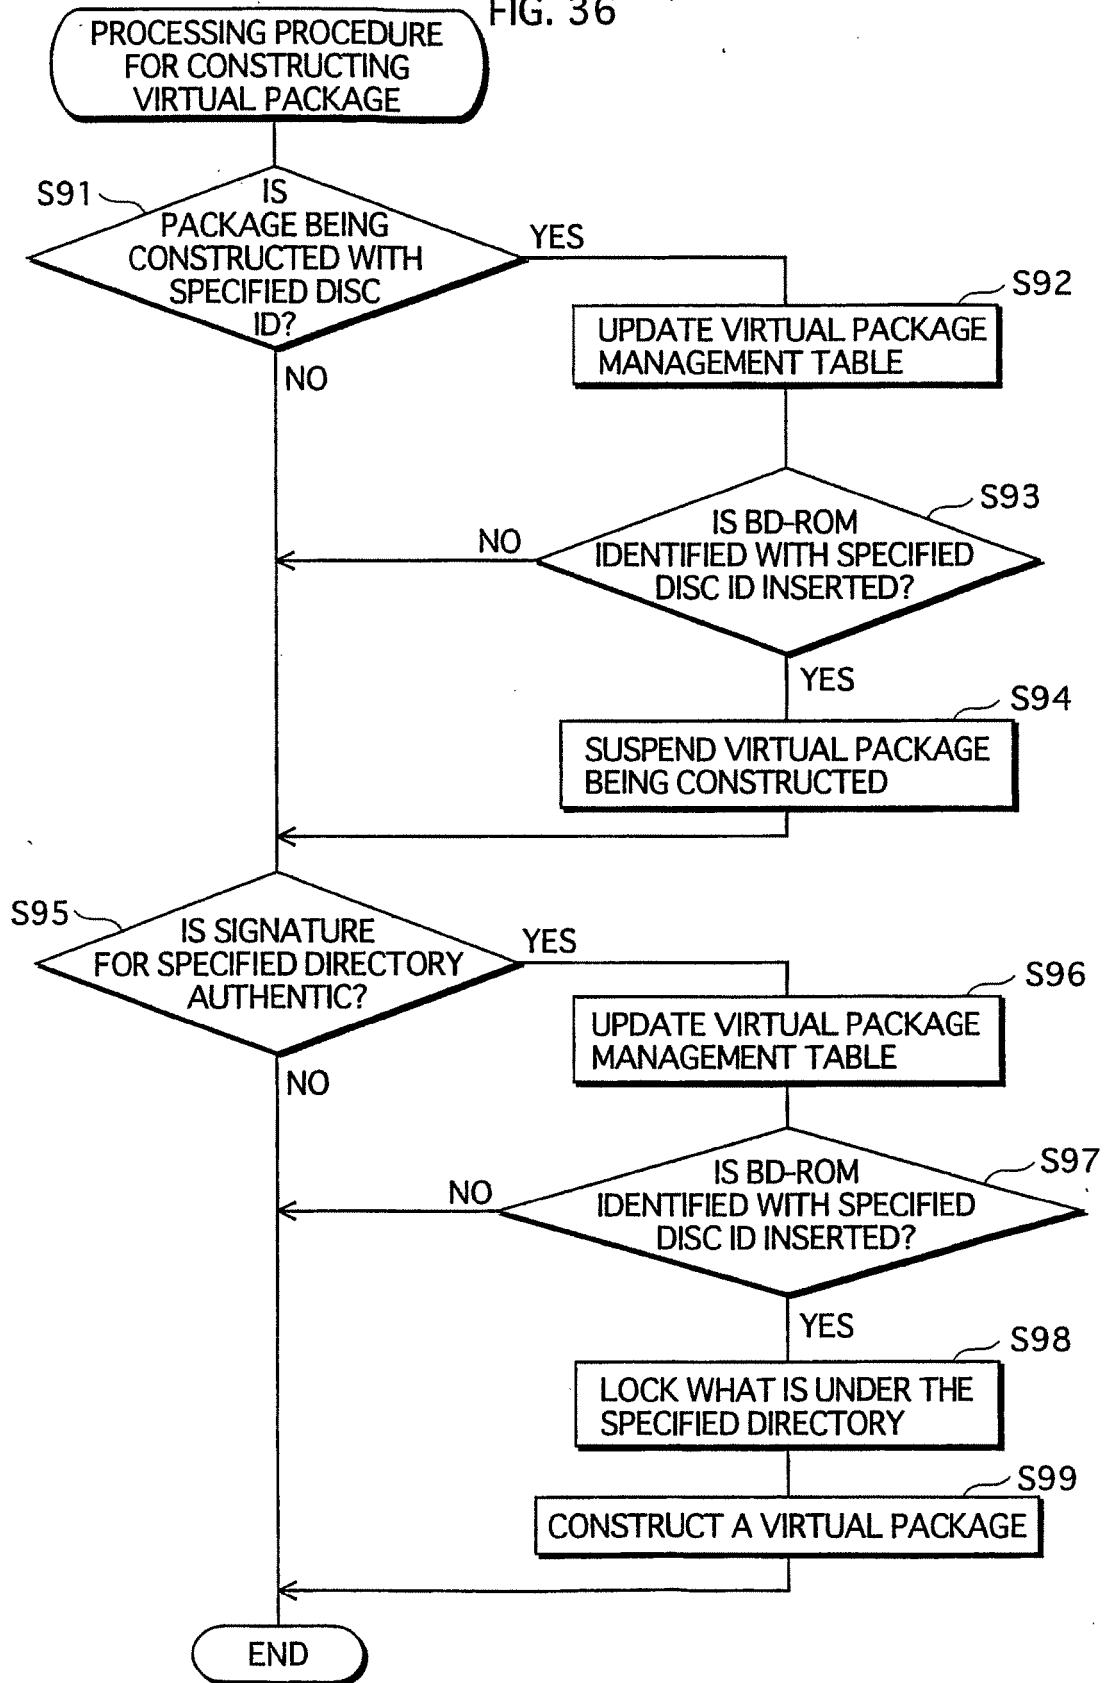 FIG. 36
PROCESSING PROCEDURE
FOR CONSTRUCTING
VIRTUAL PACKAGE
S91
IS
PACKAGE BEING
CONSTRUCTED WITH
SPECIFIED DISC
ID?
YES
NO
S92
UPDATE VIRTUAL PACKAGE
MANAGEMENT TABLE
S93
IS BD-ROM
IDENTIFIED WITH SPECIFIED
DISC ID INSERTED?
NO
YES
S94
SUSPEND VIRTUAL PACKAGE
BEING CONSTRUCTED
S95
IS SIGNATURE
FOR SPECIFIED DIRECTORY
AUTHENTIC?
YES
NO
S96
UPDATE VIRTUAL PACKAGE
MANAGEMENT TABLE
S97
IS BD-ROM
IDENTIFIED WITH SPECIFIED
DISC ID INSERTED?
NO
YES
S98
LOCK WHAT IS UNDER THE
SPECIFIED DIRECTORY
S99
CONSTRUCT A VIRTUAL PACKAGE
END